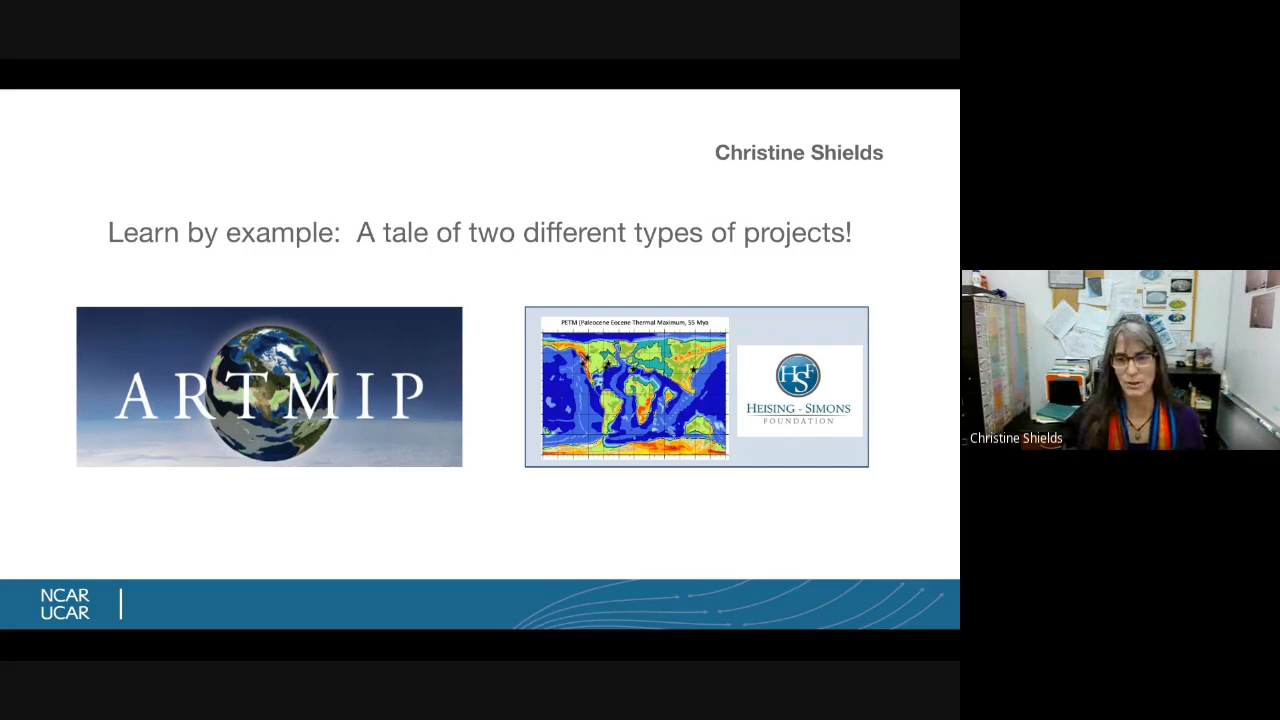 Christine Shields
Learn by example: A tale of two different types of projects!
ARTMIP
PETM (Paleocene Eocene Thermal Maximum, 55 Mya
HSF
HEISING - SIMONS
FOUNDATION
Christine Shields
NCAR
UCAR